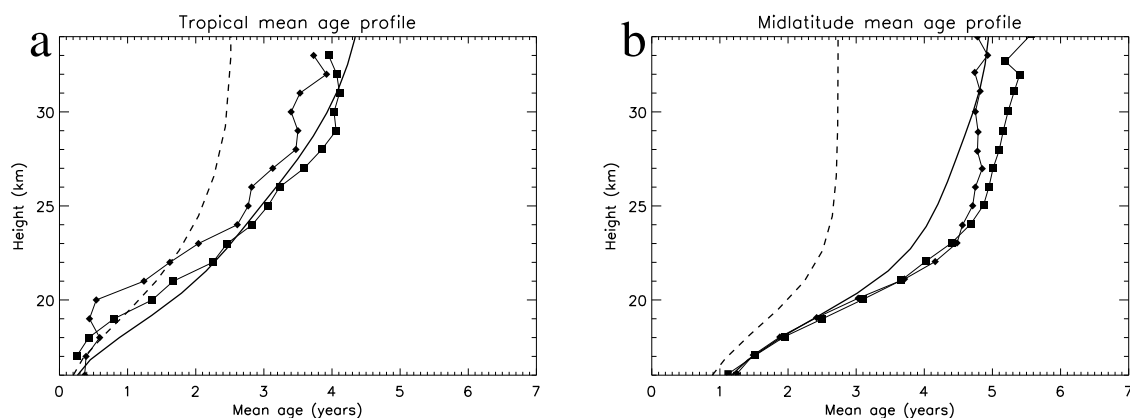 Tropical mean age profile
a
30
25
20
Height (km)
0 1 2 3 4 5 6 7
Mean age (years)
Midlatitude mean age profile
b
30
25
20
Height (km)
0 1 2 3 4 5 6 7
Mean age (years)